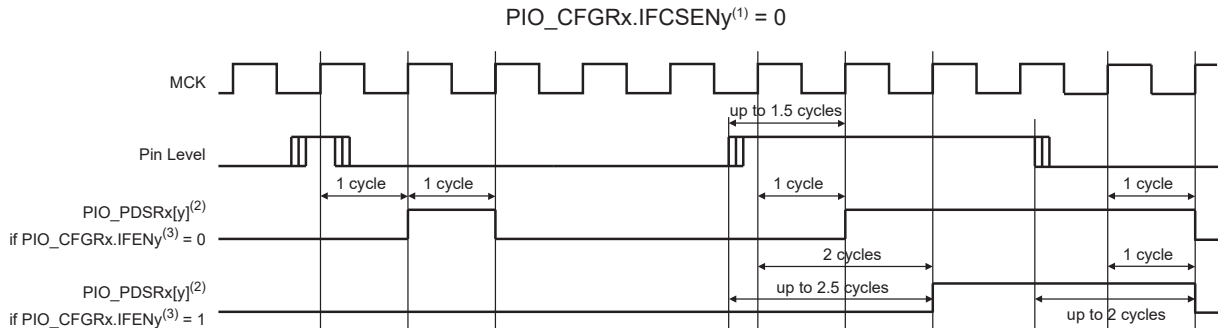 PIO_CFGRx.IFCSENy(1) = 0
MCK
up to 1.5 cycles
Pin Level
1 cycle 1 cycle 1 cycle 1 cycle
PIO_PDSRx[y](2)
if PIO_CFGRx.IFENy(3) = 0
2 cycles 1 cycle
PIO_PDSRx[y](2)
up to 2.5 cycles up to 2 cycles
if PIO_CFGRx.IFENy(3) = 1